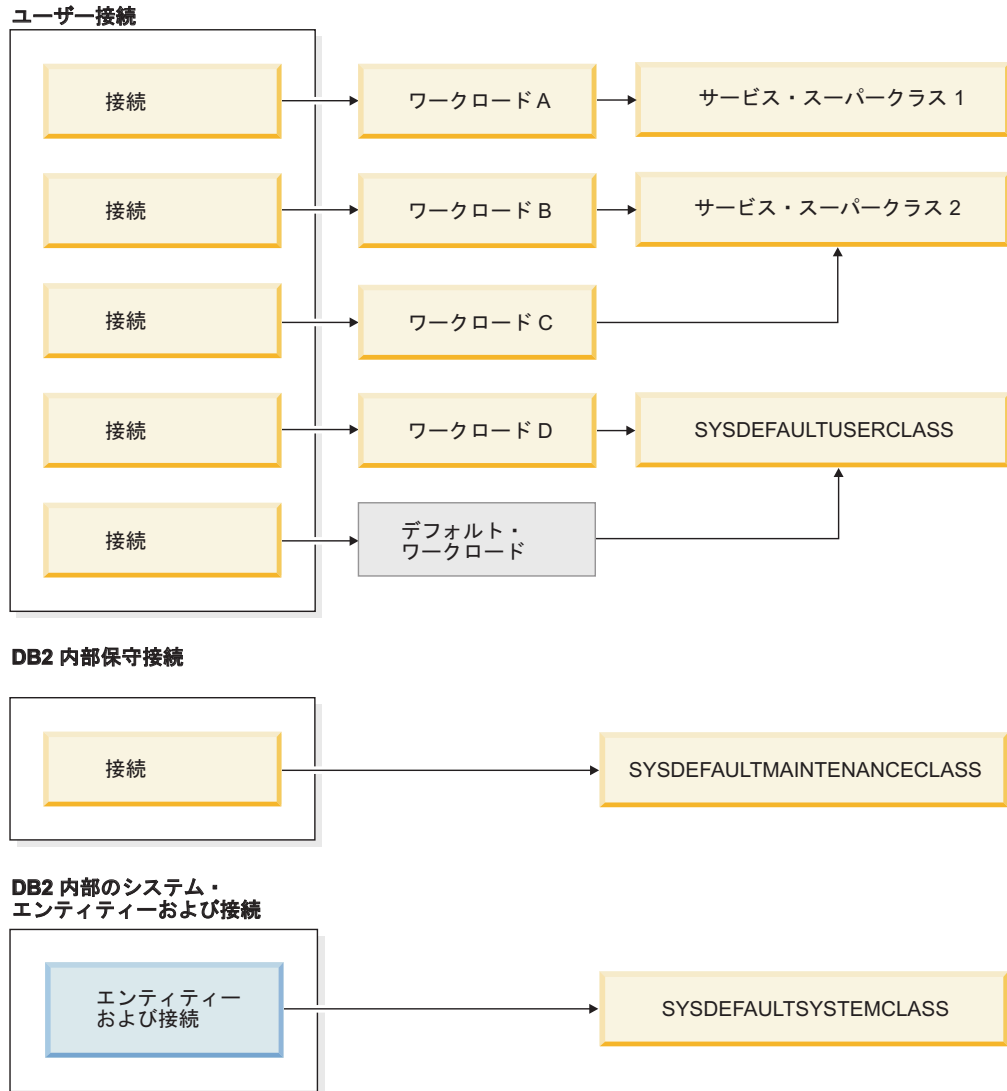 ユーザー接続
接続
ワークロード A
サービス・スーパークラス 1
接続
ワークロード B
サービス・スーパークラス 2
接続
ワークロード C
接続
ワークロード D
SYSDEFAULTUSERCLASS
接続
デフォルト・
ワークロード
DB2 内部保守接続
接続
SYSDEFAULTMAINTENANCECLASS
DB2 内部のシステム・
エンティティーおよび接続
エンティティー
および接続
SYSDEFAULTSYSTEMCLASS